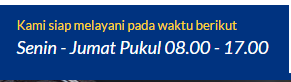 Kami siap melayani pada waktu berikut
Senin - Jumat Pukul 08.00 - 17.00